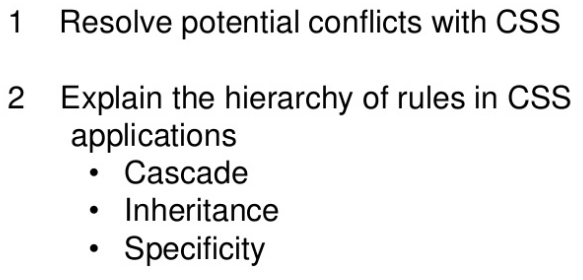 1 Resolve potential conflicts with CSS
2 Explain the hierarchy of rules in CSS
applications
• Cascade
• Inheritance
• Specificity